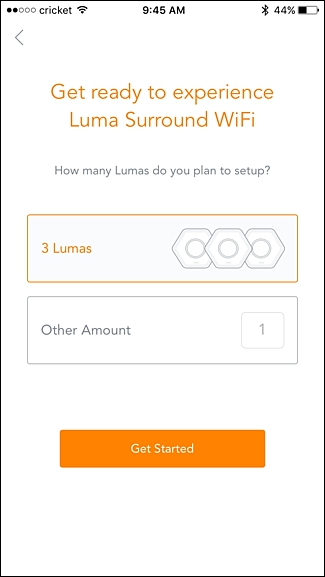 cricket 9:45 AM 44%
Get ready to experience
Luma Surround WiFi
How many Lumas do you plan to setup?
3 Lumas
Other Amount 1
Get Started